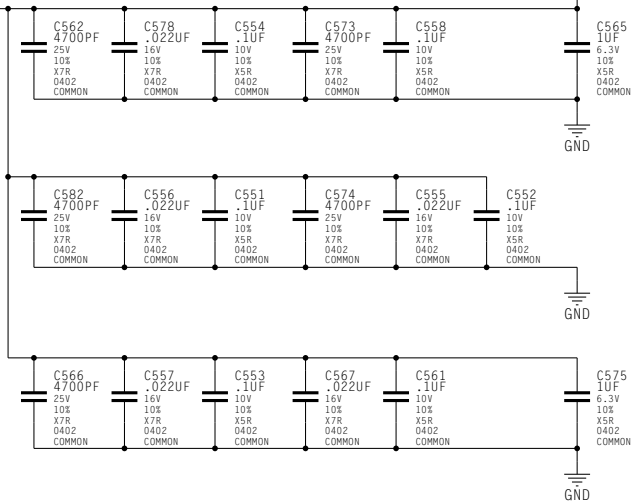 C562
4700PF
25V
10%
X7R
0402
COMMON
C578
.022UF
16V
10%
X7R
0402
COMMON
C554
.1UF
10V
10%
X5R
0402
COMMON
C573
4700PF
25V
10%
X7R
0402
COMMON
C558
.1UF
10V
10%
X5R
0402
COMMON
C565
1UF
6.3V
10%
X5R
0402
COMMON
GND
C582
4700PF
25V
10%
X7R
0402
COMMON
C556
.022UF
16V
10%
X7R
0402
COMMON
C551
.1UF
10V
10%
X5R
0402
COMMON
C574
4700PF
25V
10%
X7R
0402
COMMON
C555
.022UF
16V
10%
X7R
0402
COMMON
C552
.1UF
10V
10%
X5R
0402
COMMON
GND
C566
4700PF
25V
10%
X7R
0402
COMMON
C557
.022UF
16V
10%
X7R
0402
COMMON
C553
.1UF
10V
10%
X5R
0402
COMMON
C567
.022UF
16V
10%
X7R
0402
COMMON
C561
.1UF
10V
10%
X5R
0402
COMMON
C575
1UF
6.3V
10%
X5R
0402
COMMON
GND